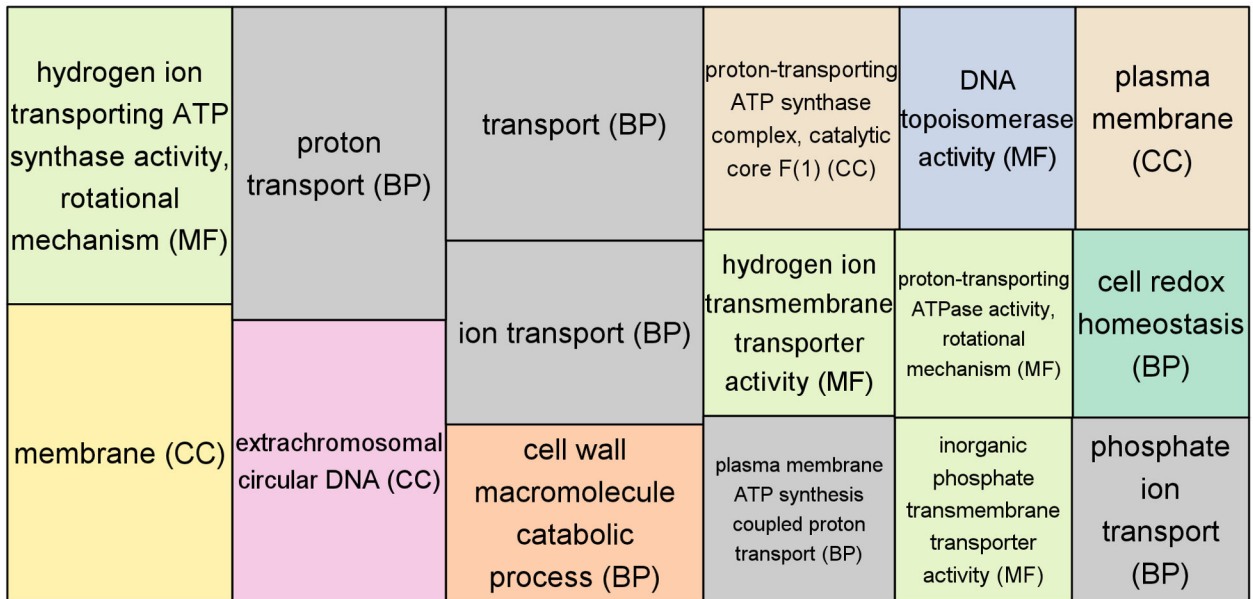 hydrogen ion
transporting ATP
synthase activity,
rotational
mechanism (MF)
membrane (CC)
proton
transport (BP)
extrachromosomal
circular DNA (CC)
transport (BP)
ion transport (BP)
cell wall
macromolecule
catabolic
process (BP)
proton-transporting
ATP synthase
complex, catalytic
core F(1) (CC)
DNA
topoisomerase
activity (MF)
plasma
membrane
(CC)
hydrogen ion
transmembrane
transporter
activity (MF)
proton-transporting
ATPase activity,
rotational
mechanism (MF)
cell redox
homeostasis
(BP)
plasma membrane
ATP synthesis
coupled proton
transport (BP)
inorganic
phosphate
transmembrane
transporter
activity (MF)
phosphate
ion
transport
(BP)